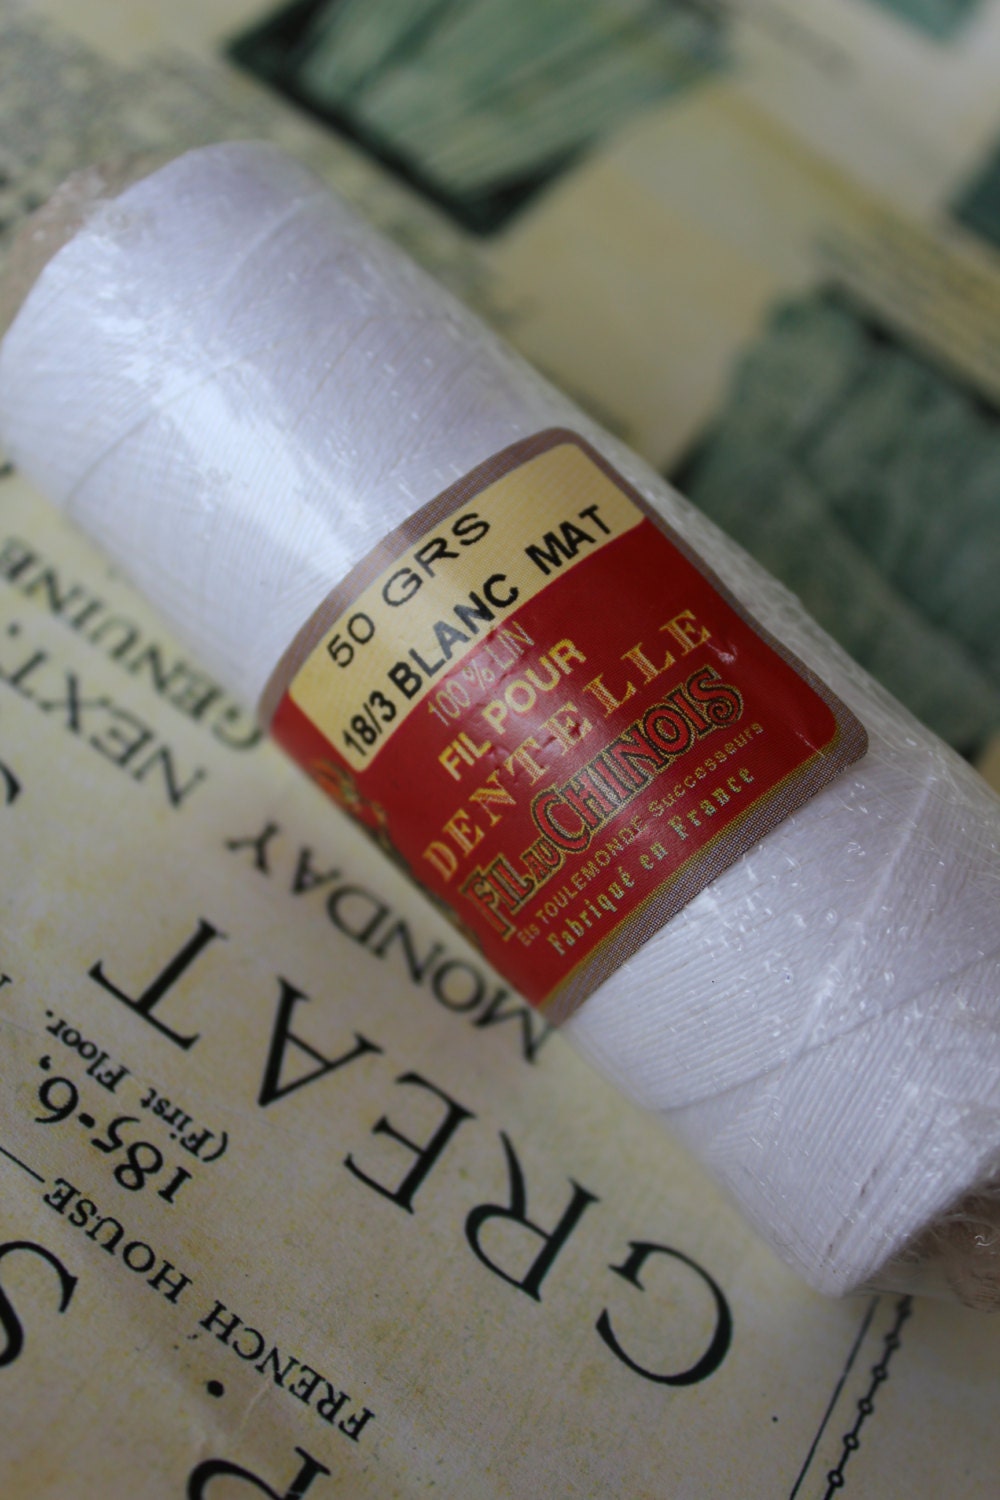 50 GRS
18/3 BLANC MAT
100 % LIN
FIL POUR
DENTELLE
FIL AU CHINOIS
Ets TOULEMONDE Successeurs
Fabriqué en France
FRENCH HOUSE
185-6,
(First Floor.
GREAT
MONDAY
NEXT.
GENUINE